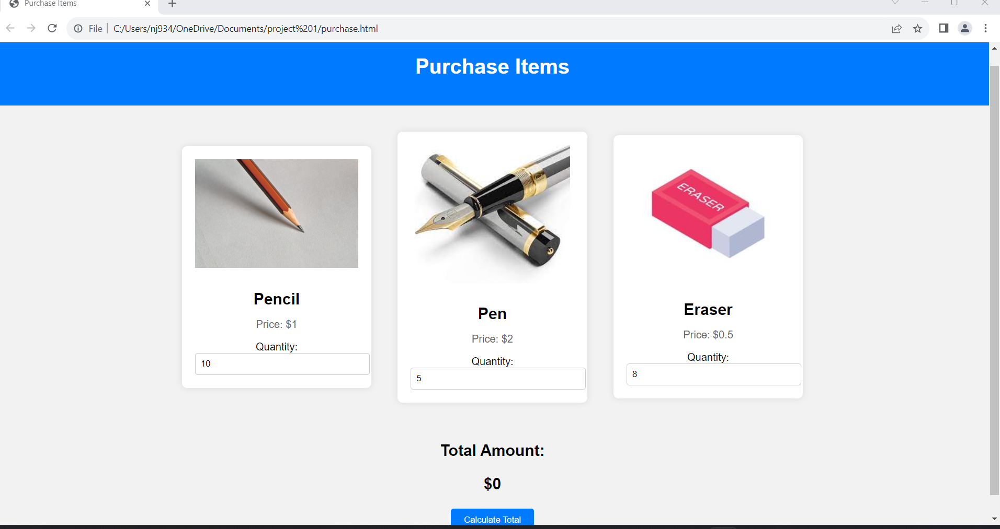 Purchase Items
File
C:/Users/nj934/OneDrive/Documents/project%201/purchase.html
Purchase Items
ERASER
Pencil
Price: $1
Quantity:
10
Pen
Price: $2
Quantity:
5
Eraser
Price: $0.5
Quantity:
8
Total Amount:
$0
Calculate Total